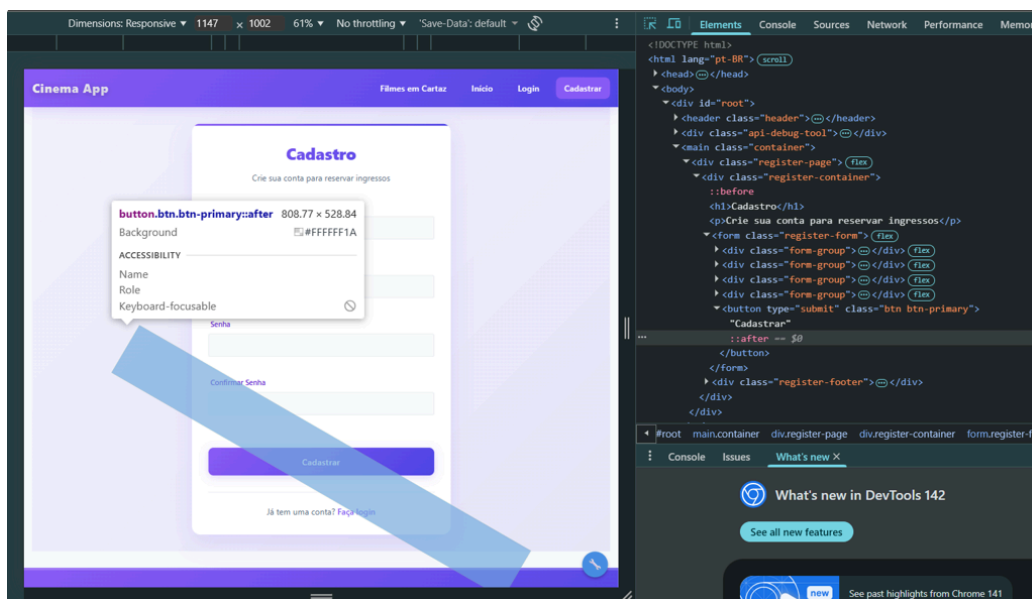 Dimensions: Responsive ▼ 1147 x 1002 61% ▼ No throttling ▼ 'Save-Data': default ▼
Elements Console Sources Network Performance
Cinema App Filmes em Cartaz Início Login Cadastrar
Cadastro
Crie sua conta para reservar ingressos
button.btn.btn-primary::after 808.77 × 528.84
Background #FFFFFF1A
ACCESSIBILITY
Name
Role
Keyboard-focusable
Senha
Confirmar Senha
Cadastrar
Já tem uma conta? Faça login
<!DOCTYPE html>
<html lang="pt-BR"> scroll
<head></head>
<body>
<div id="root">
<header class="header"></header>
<div class="api-debug-tool"></div>
<main class="container">
<div class="register-page"> flex
<div class="register-container">
::before
<h1>Cadastro</h1>
<p>Crie sua conta para reservar ingressos</p>
<form class="register-form"> flex
<div class="form-group"></div> flex
<div class="form-group"></div> flex
<div class="form-group"></div> flex
<div class="form-group"></div> flex
<button type="submit" class="btn btn-primary">
"Cadastrar"
::after == $0
</button>
</form>
<div class="register-footer"></div>
</div>
</div>
#root main.container div.register-page div.register-container
Console Issues What's new
What's new in DevTools 142
See all new features
new See past highlights from Chrome 141